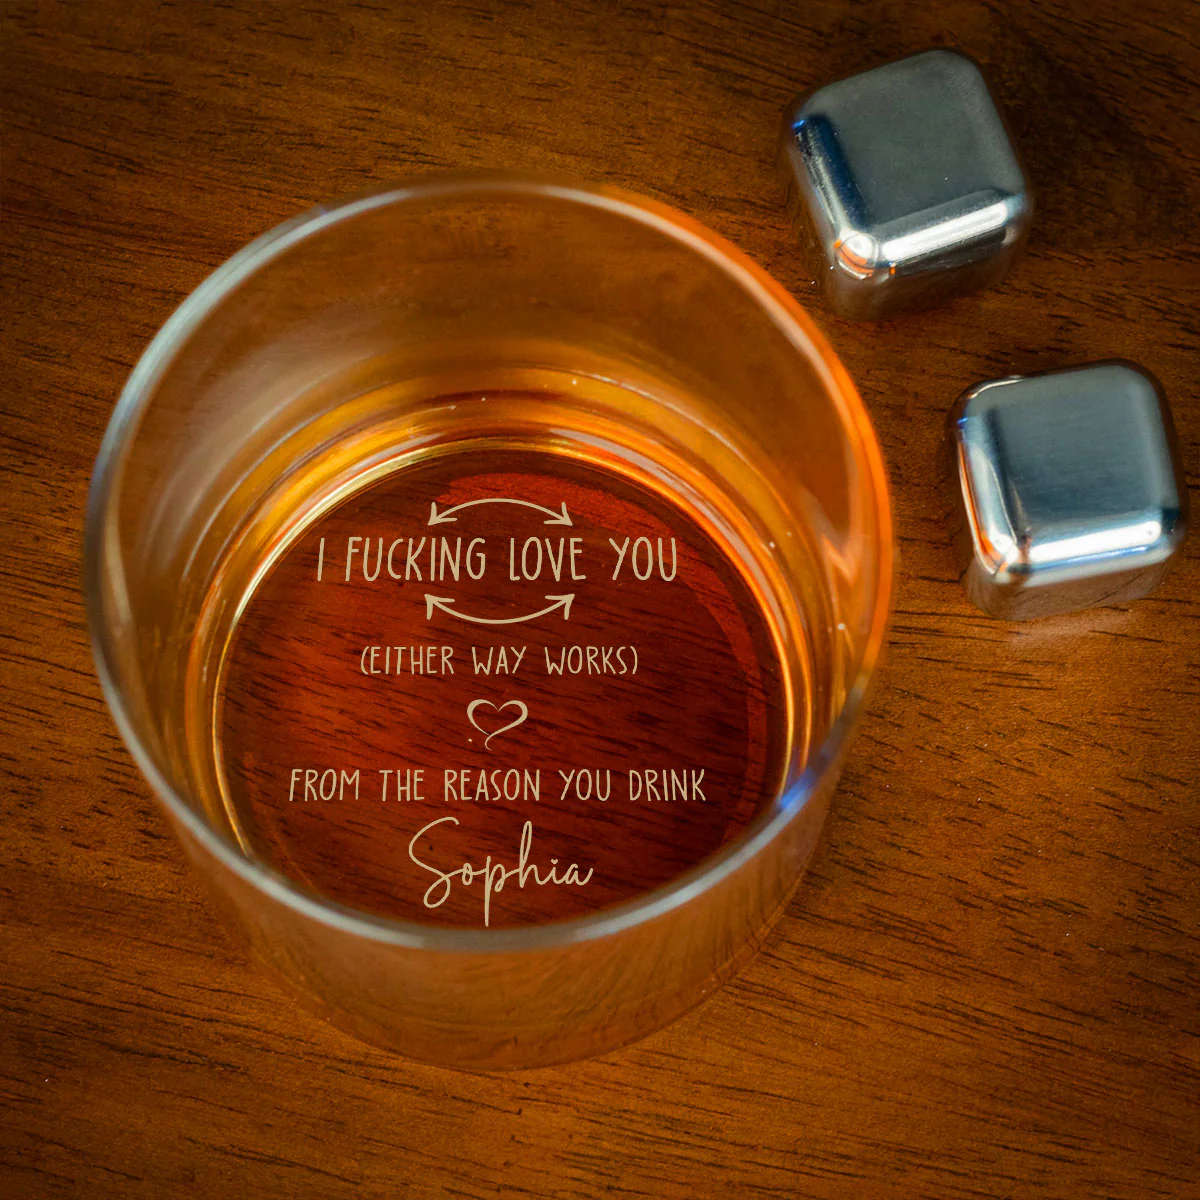 I FUCKING LOVE YOU
(EITHER WAY WORKS)
FROM THE REASON YOU DRINK
Sophia